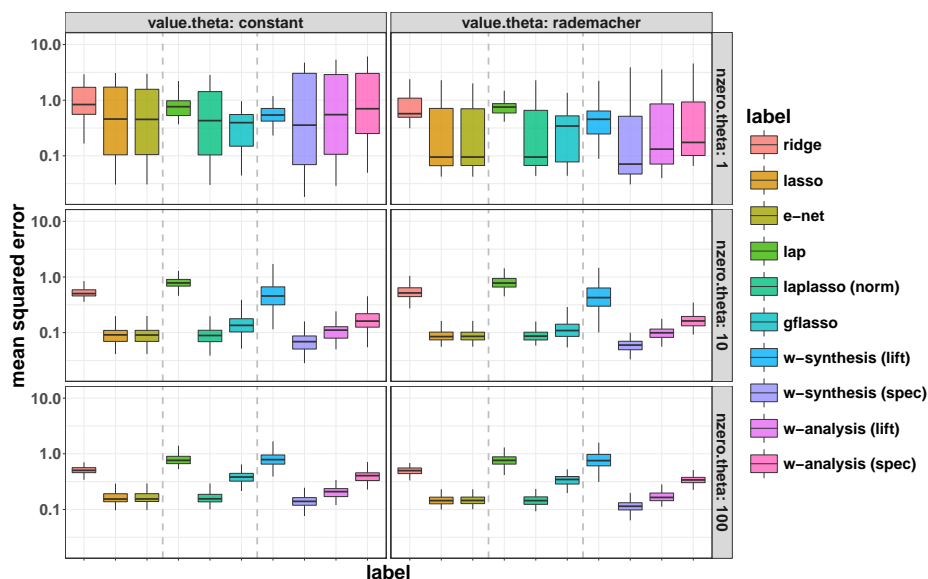 value.theta: constant
value.theta: rademacher
10.0
1.0
0.1
nzero.theta: 1
10.0
1.0
0.1
nzero.theta: 10
10.0
1.0
0.1
nzero.theta: 100
mean squared error
label
label
ridge
lasso
e−net
lap
laplasso (norm)
gflasso
w−synthesis (lift)
w−synthesis (spec)
w−analysis (lift)
w−analysis (spec)